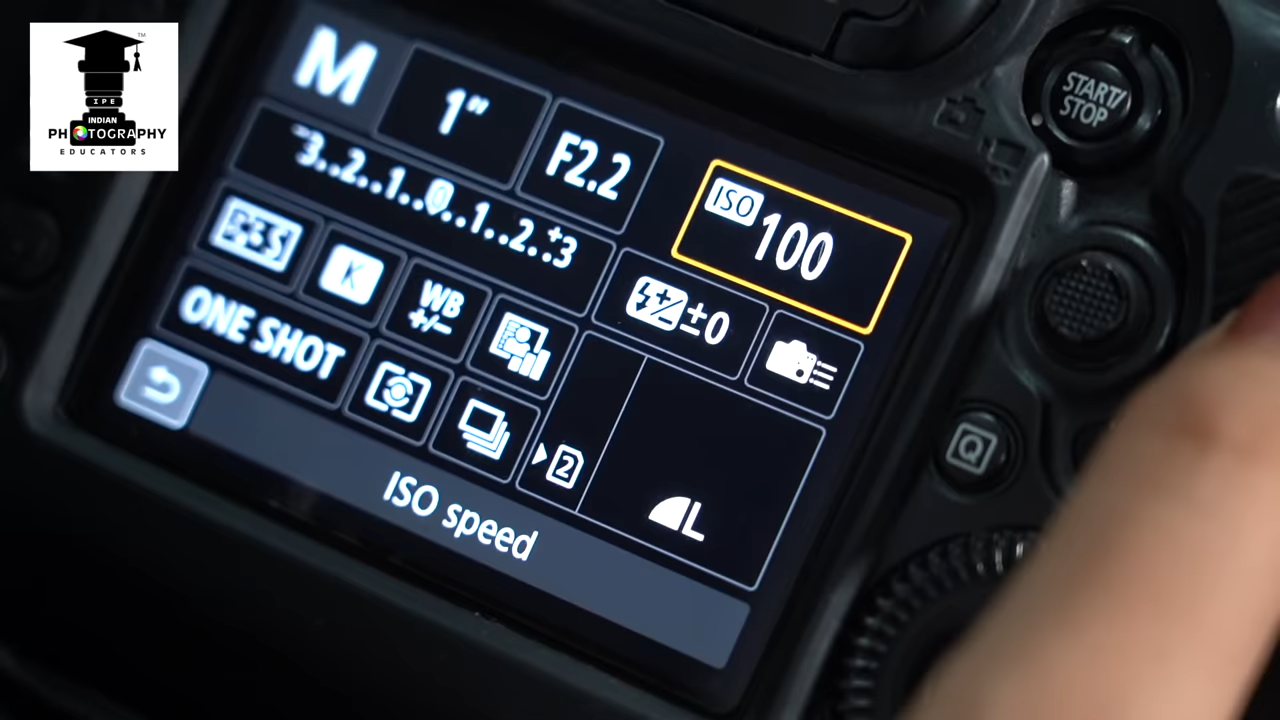 TM
IPE
INDIAN
PHOTOGRAPHY
EDUCATORS
START/
STOP
M
1"
F2.2
ISO
100
-3..2..1..0..1..2..+3
±0
K
WB
+/-
ONE SHOT
2
L
Q
ISO speed